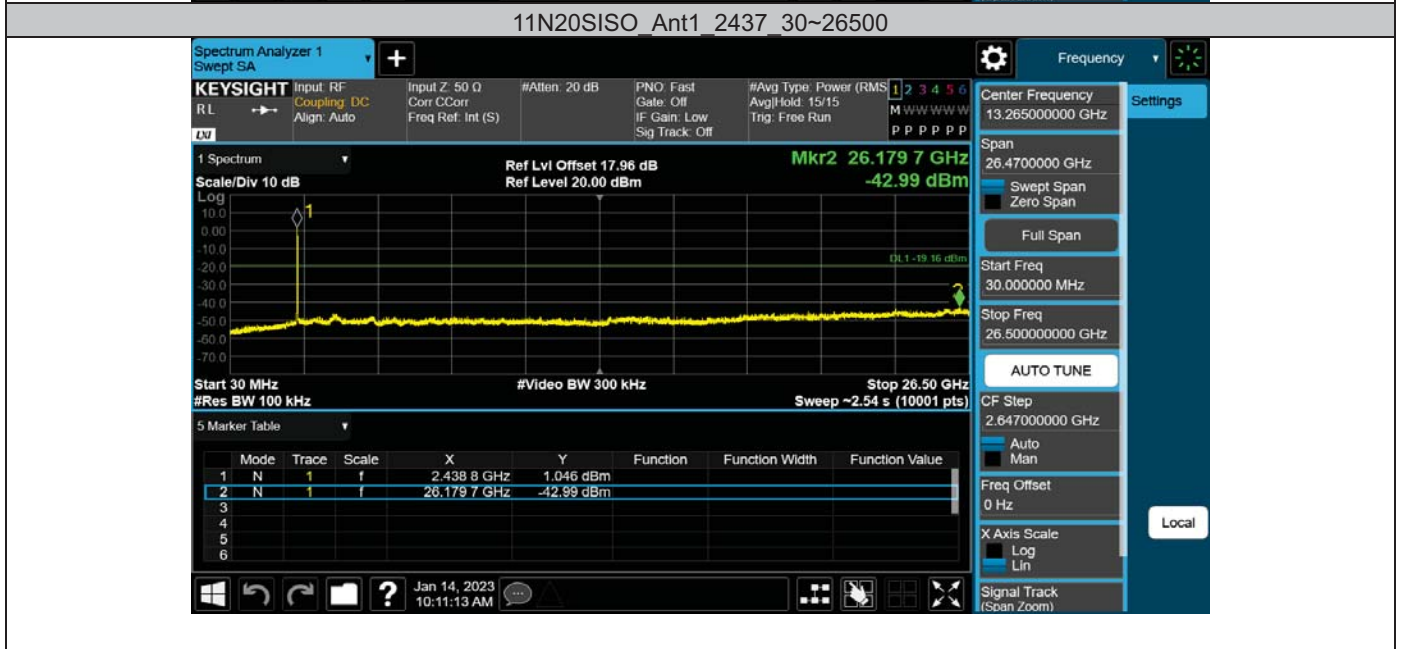 11N20SISO_Ant1_2437_30~26500
Spectrum Analyzer 1
Swept SA
+
Frequency
KEYSIGHT
RL
LXI
Input: RF
Coupling: DC
Align: Auto
Input Z: 50 Ω
Corr CCorr
Freq Ref: Int (S)
#Atten: 20 dB
PNO: Fast
Gate: Off
IF Gain: Low
Sig Track: Off
#Avg Type: Power (RMS
Avg|Hold: 15/15
Trig: Free Run
1 2 3 4 5 6
M W W W W W
P P P P P P
1 Spectrum
Scale/Div 10 dB
Ref Lvl Offset 17.96 dB
Ref Level 20.00 dBm
Mkr2 26.179 7 GHz
-42.99 dBm
Log
10.0
0.00
-10.0
-20.0
-30.0
-40.0
-50.0
-60.0
-70.0
1
DL1 -19.16 dBm
2
Start 30 MHz
#Res BW 100 kHz
#Video BW 300 kHz
Stop 26.50 GHz
Sweep ~2.54 s (10001 pts)
5 Marker Table
Mode Trace Scale X Y Function Function Width Function Value
1 N 1 f 2.438 8 GHz 1.046 dBm
2 N 1 f 26.179 7 GHz -42.99 dBm
3
4
5
6
?
Jan 14, 2023
10:11:13 AM
Center Frequency
13.265000000 GHz
Span
26.4700000 GHz
Swept Span
Zero Span
Full Span
Start Freq
30.000000 MHz
Stop Freq
26.500000000 GHz
AUTO TUNE
CF Step
2.647000000 GHz
Auto
Man
Freq Offset
0 Hz
X Axis Scale
Log
Lin
Signal Track
(Span Zoom)
Settings
Local